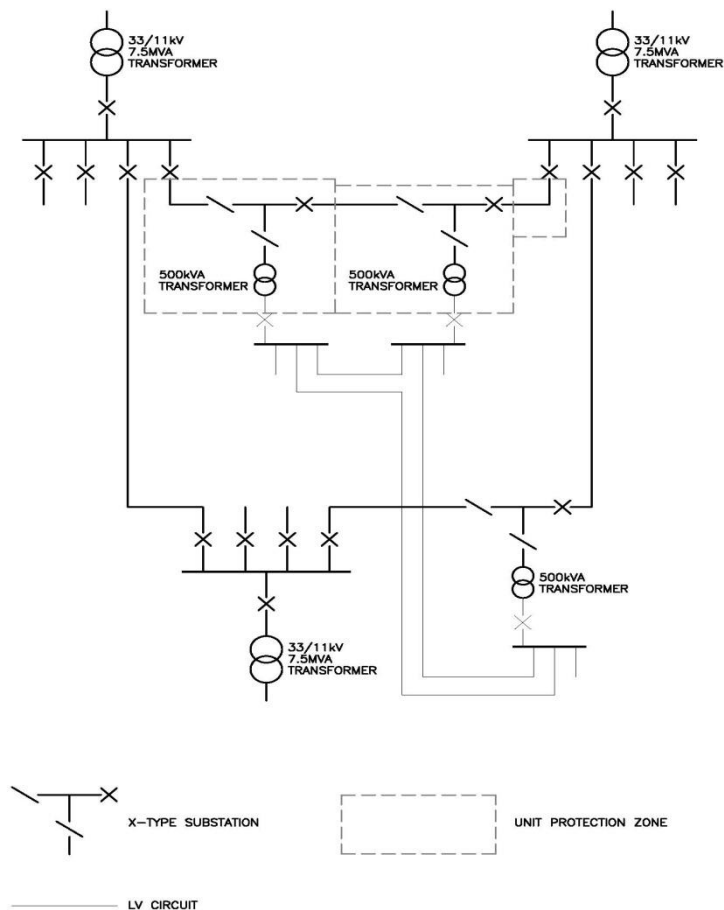 33/11kV
7.5MVA
TRANSFORMER
33/11kV
7.5MVA
TRANSFORMER
500kVA
TRANSFORMER
500kVA
TRANSFORMER
500kVA
TRANSFORMER
33/11kV
7.5MVA
TRANSFORMER
X-TYPE SUBSTATION
UNIT PROTECTION ZONE
LV CIRCUIT